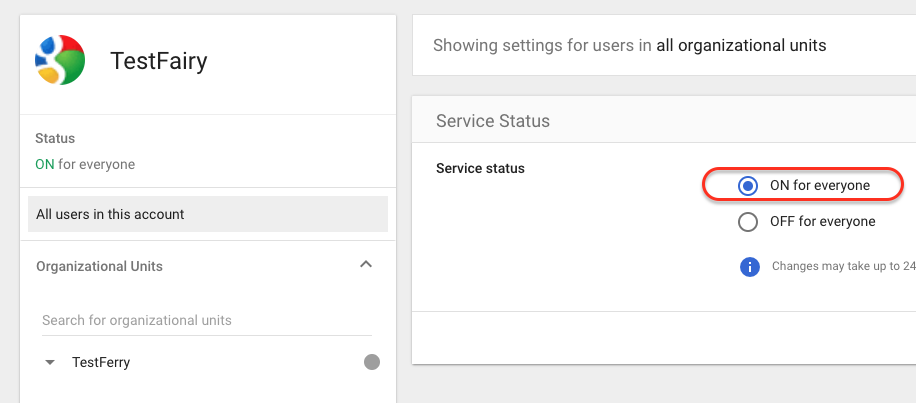 TestFairy
Status
ON for everyone
All users in this account
Organizational Units
Search for organizational units
TestFerry
Showing settings for users in all organizational units
Service Status
Service status
ON for everyone
OFF for everyone
Changes may take up to 24